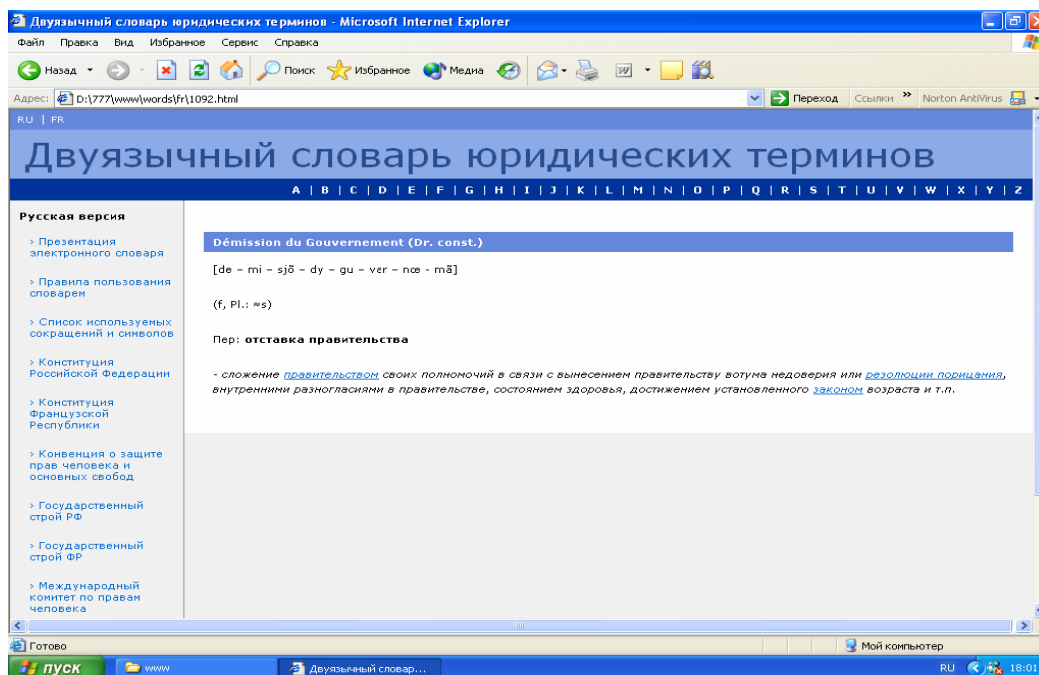 Двуязычный словарь юридических терминов - Microsoft Internet Explorer
Файл Правка Вид Избранное Сервис Справка
Назад Поиск Избранное Медиа
Адрес: D:\777\www\words\fr\1092.html Переход Ссылки » Norton AntiVirus
RU | FR
Двуязычный словарь юридических терминов
A | B | C | D | E | F | G | H | I | J | K | L | M | N | O | P | Q | R | S | T | U | V | W | X | Y | Z
Русская версия
› Презентация
электронного словаря
› Правила пользования
словарем
› Список используемых
сокращений и символов
› Конституция
Российской Федерации
› Конституция
Французской
Республики
› Конвенция о защите
прав человека и
основных свобод
› Государственный
строй РФ
› Государственный
строй ФР
› Международный
комитет по правам
человека
Démission du Gouvernement (Dr. const.)
[de – mi – sjõ – dy – gu – vɛr – nœ - mã]
(f, Pl.: ≈s)
Пер: отставка правительства
- сложение правительством своих полномочий в связи с вынесением правительству вотума недоверия или резолюции порицания,
внутренними разногласиями в правительстве, состоянием здоровья, достижением установленного законом возраста и т.п.
Готово Мой компьютер
пуск www Двуязычный словар... RU 18:01